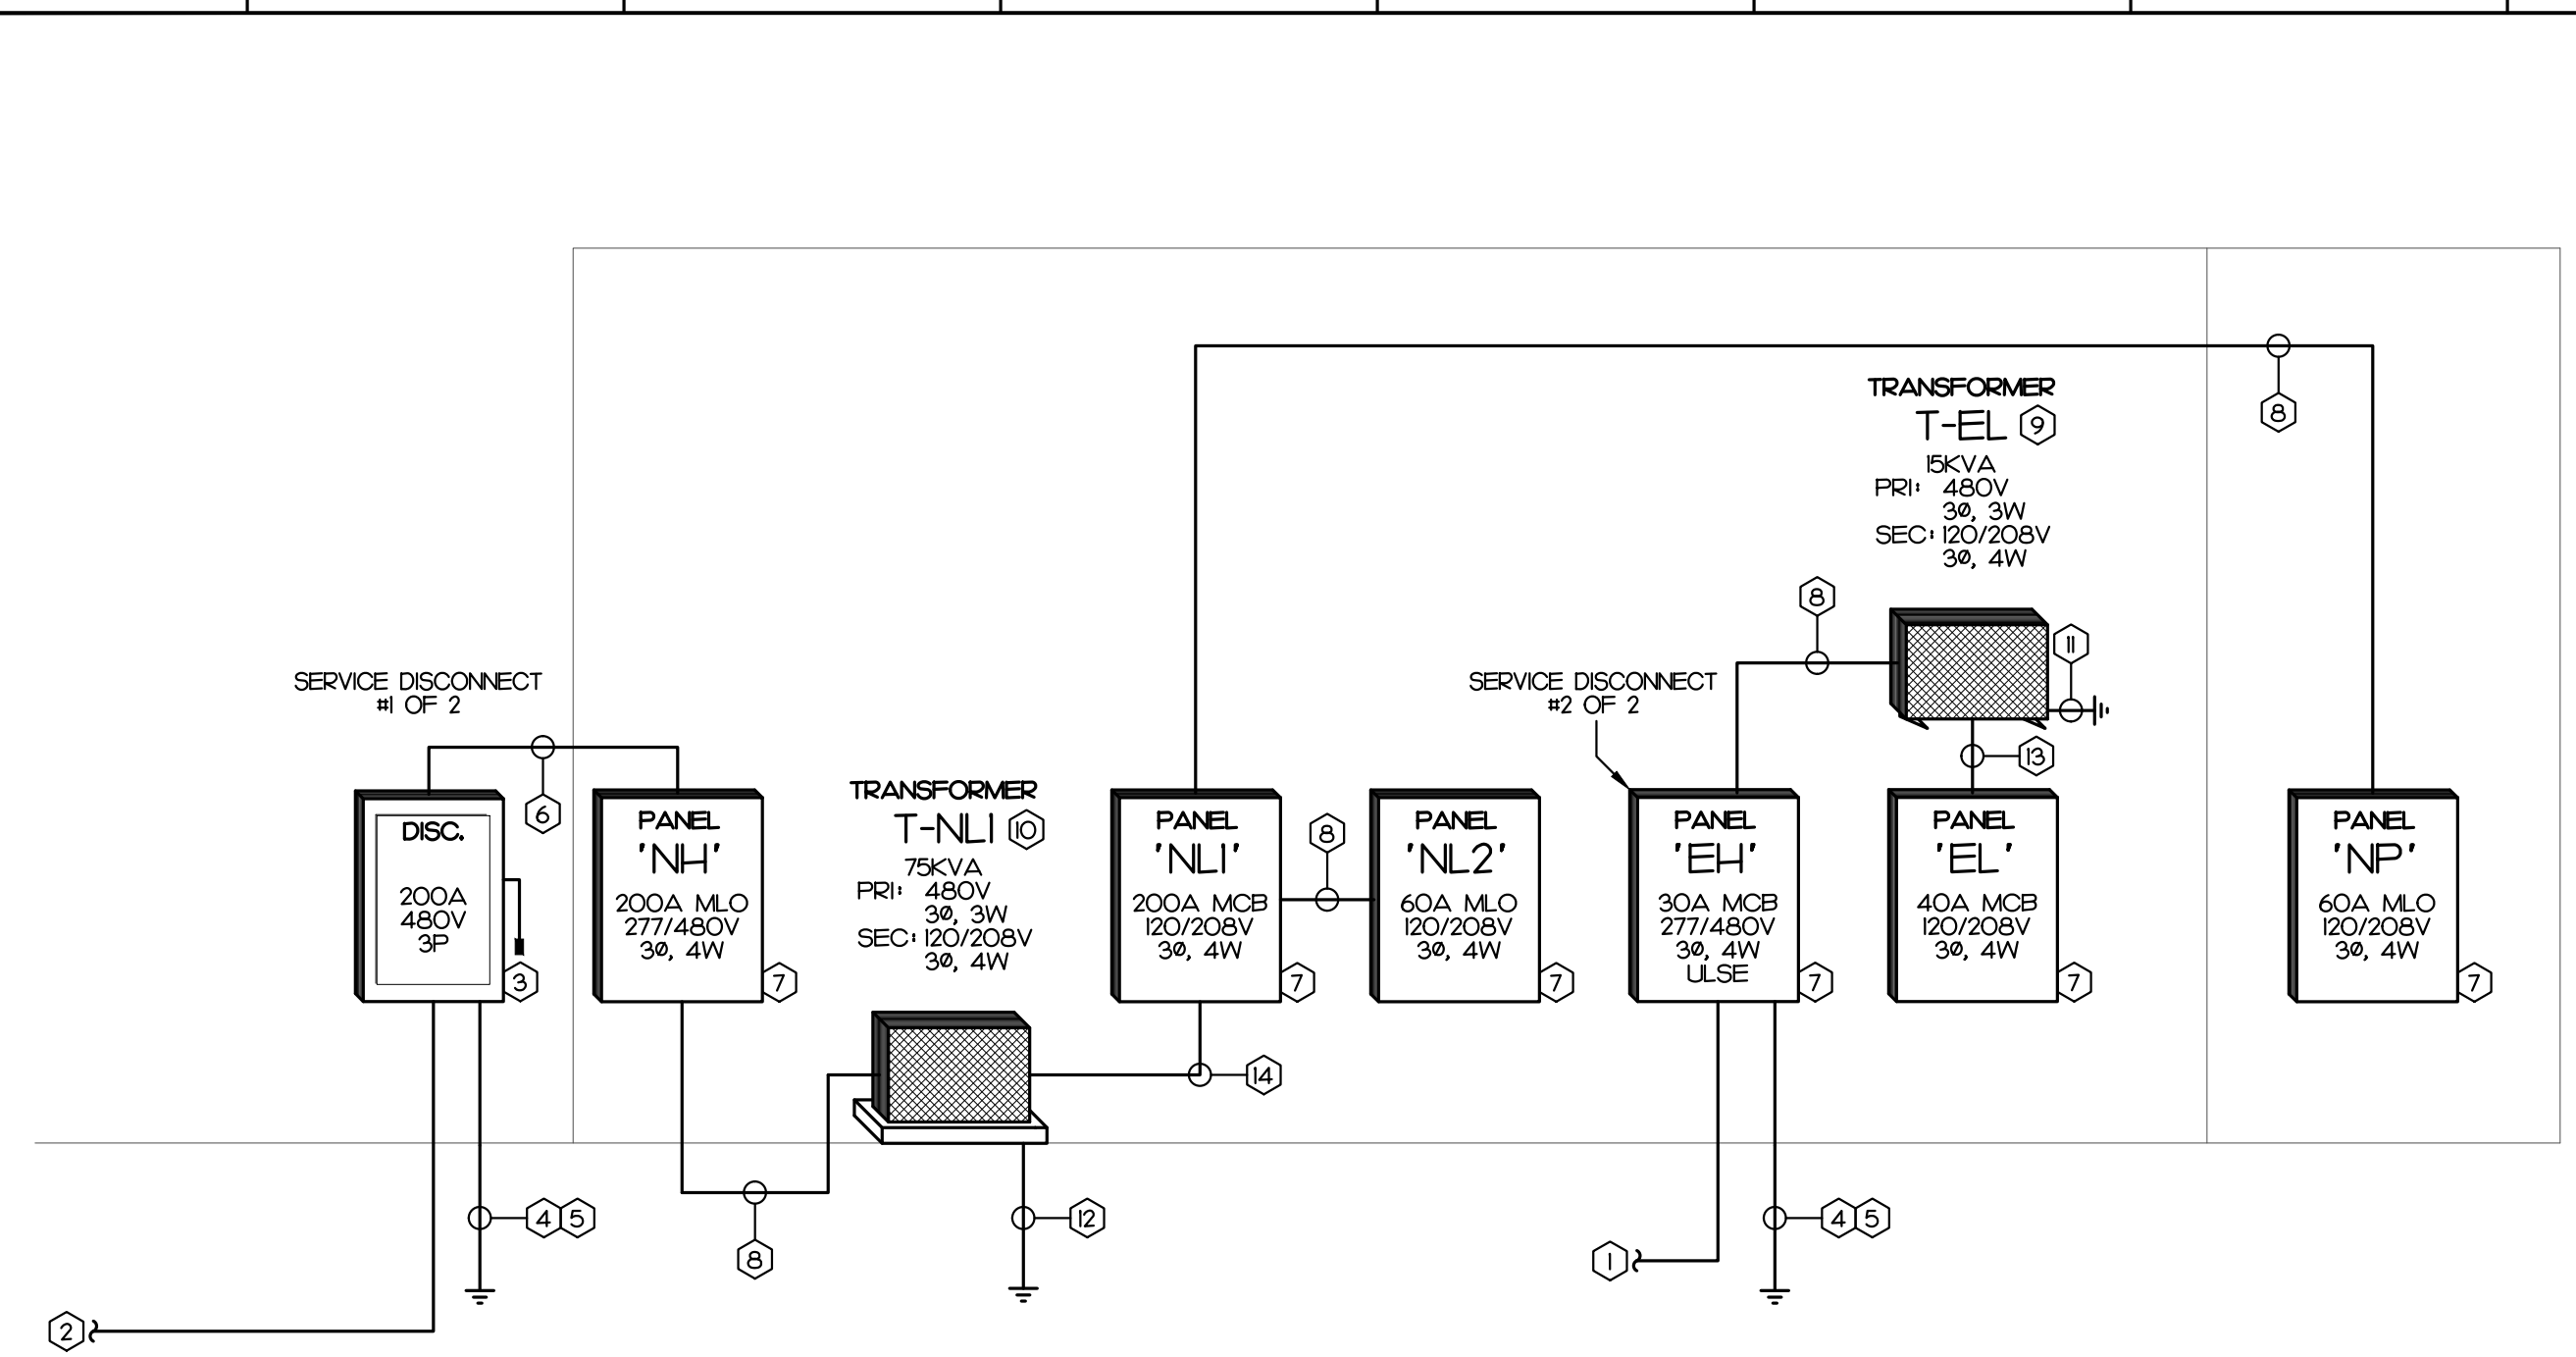 TRANSFORMER
T-EL 9
15KVA
PRI: 480V
3Ø, 3W
SEC: 120/208V
3Ø, 4W
8
8
11
13
SERVICE DISCONNECT
#1 OF 2
6
SERVICE DISCONNECT
#2 OF 2
DISC.
200A
480V
3P
3
PANEL
'NH'
200A MLO
277/480V
3Ø, 4W
7
TRANSFORMER
T-NL1 10
75KVA
PRI: 480V
3Ø, 3W
SEC: 120/208V
3Ø, 4W
PANEL
'NL1'
200A MCB
120/208V
3Ø, 4W
7
8
PANEL
'NL2'
60A MLO
120/208V
3Ø, 4W
7
PANEL
'EH'
30A MCB
277/480V
3Ø, 4W
ULSE
7
PANEL
'EL'
40A MCB
120/208V
3Ø, 4W
7
PANEL
'NP'
60A MLO
120/208V
3Ø, 4W
7
14
4 5
8
12
4 5
1
2